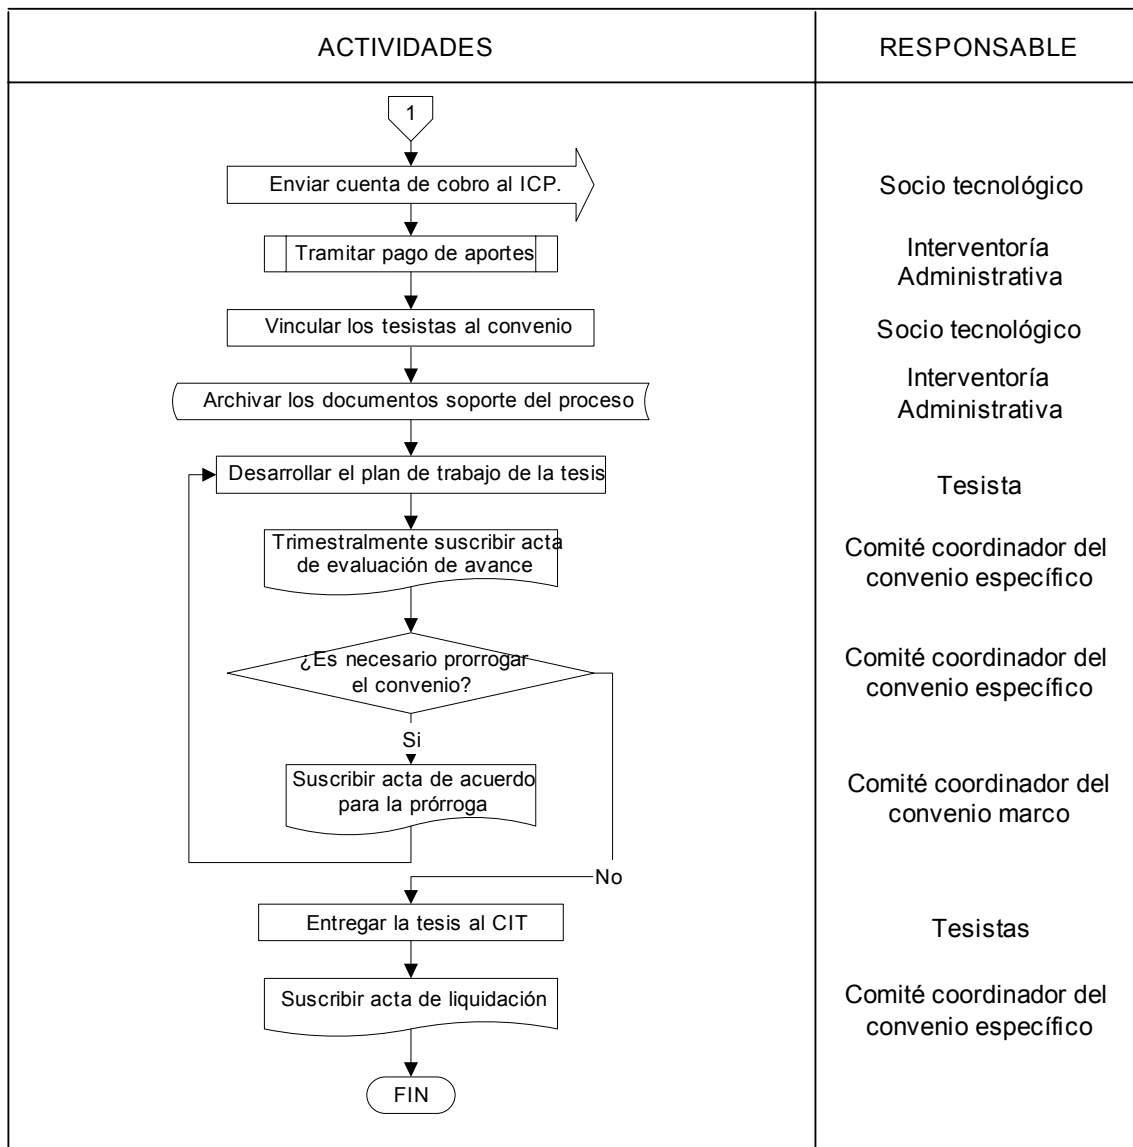 ACTIVIDADES
RESPONSABLE
1
Enviar cuenta de cobro al ICP.
Socio tecnológico
Tramitar pago de aportes
Interventoría
Administrativa
Vincular los tesistas al convenio
Socio tecnológico
Archivar los documentos soporte del proceso
Interventoría
Administrativa
Desarrollar el plan de trabajo de la tesis
Tesista
Trimestralmente suscribir acta
de evaluación de avance
Comité coordinador del
convenio específico
¿Es necesario prorrogar
el convenio?
Comité coordinador del
convenio específico
Si
Suscribir acta de acuerdo
para la prórroga
Comité coordinador del
convenio marco
No
Entregar la tesis al CIT
Tesistas
Suscribir acta de liquidación
Comité coordinador del
convenio específico
FIN